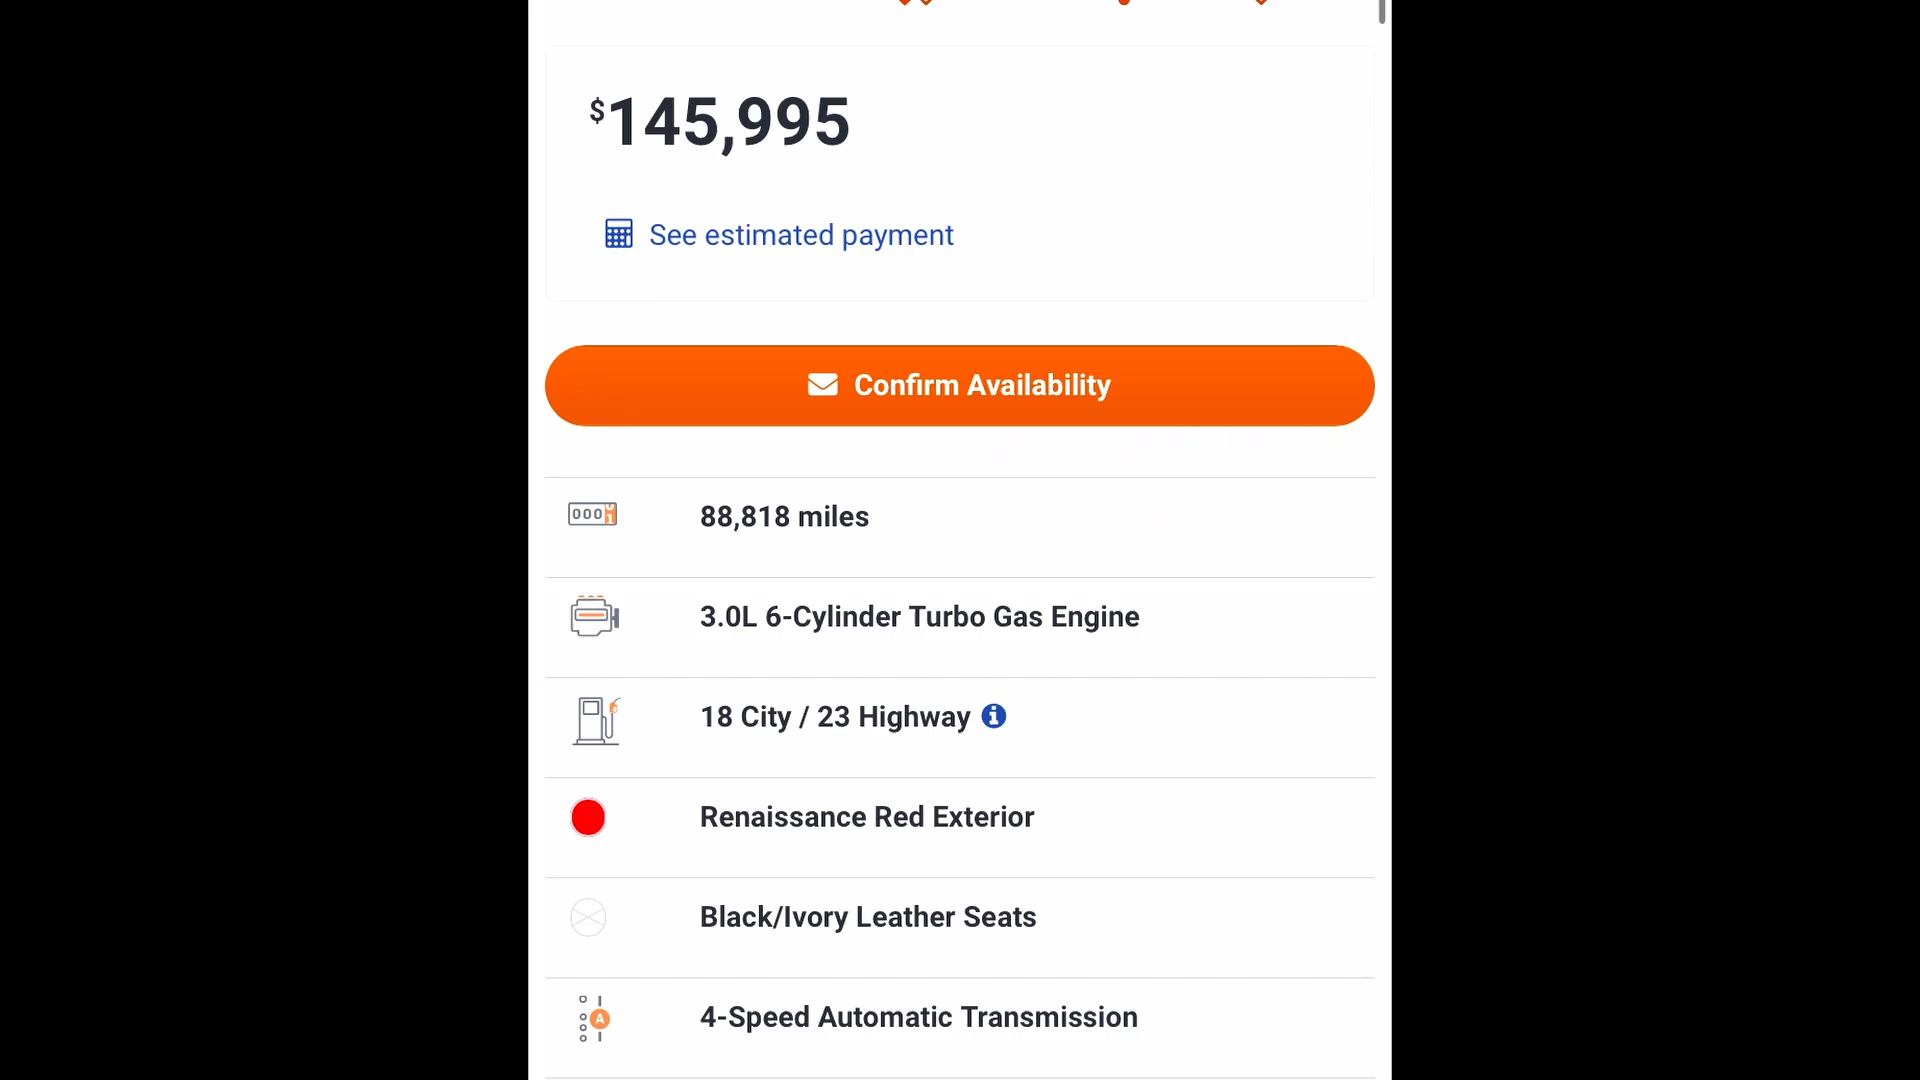 $145,995
See estimated payment
Confirm Availability
88,818 miles
3.0L 6-Cylinder Turbo Gas Engine
18 City / 23 Highway
Renaissance Red Exterior
Black/Ivory Leather Seats
4-Speed Automatic Transmission